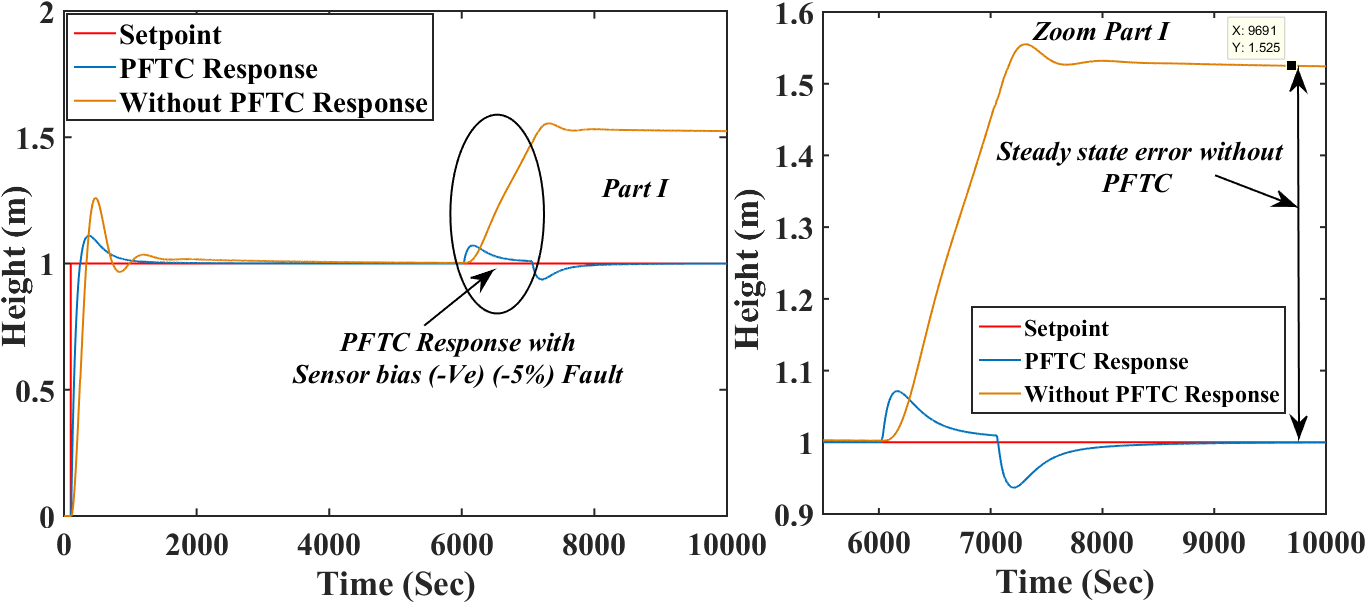 2
1.5
1
0.5
0
0
2000
4000
6000
8000
10000
Height (m)
Time (Sec)
Setpoint
PFTC Response
Without PFTC Response
Part I
PFTC Response with
Sensor bias (-Ve) (-5%) Fault
1.6
1.5
1.4
1.3
1.2
1.1
1
0.9
6000
7000
8000
9000
10000
Height (m)
Time (Sec)
Zoom Part I
X: 9691
Y: 1.525
Steady state error without
PFTC
Setpoint
PFTC Response
Without PFTC Response